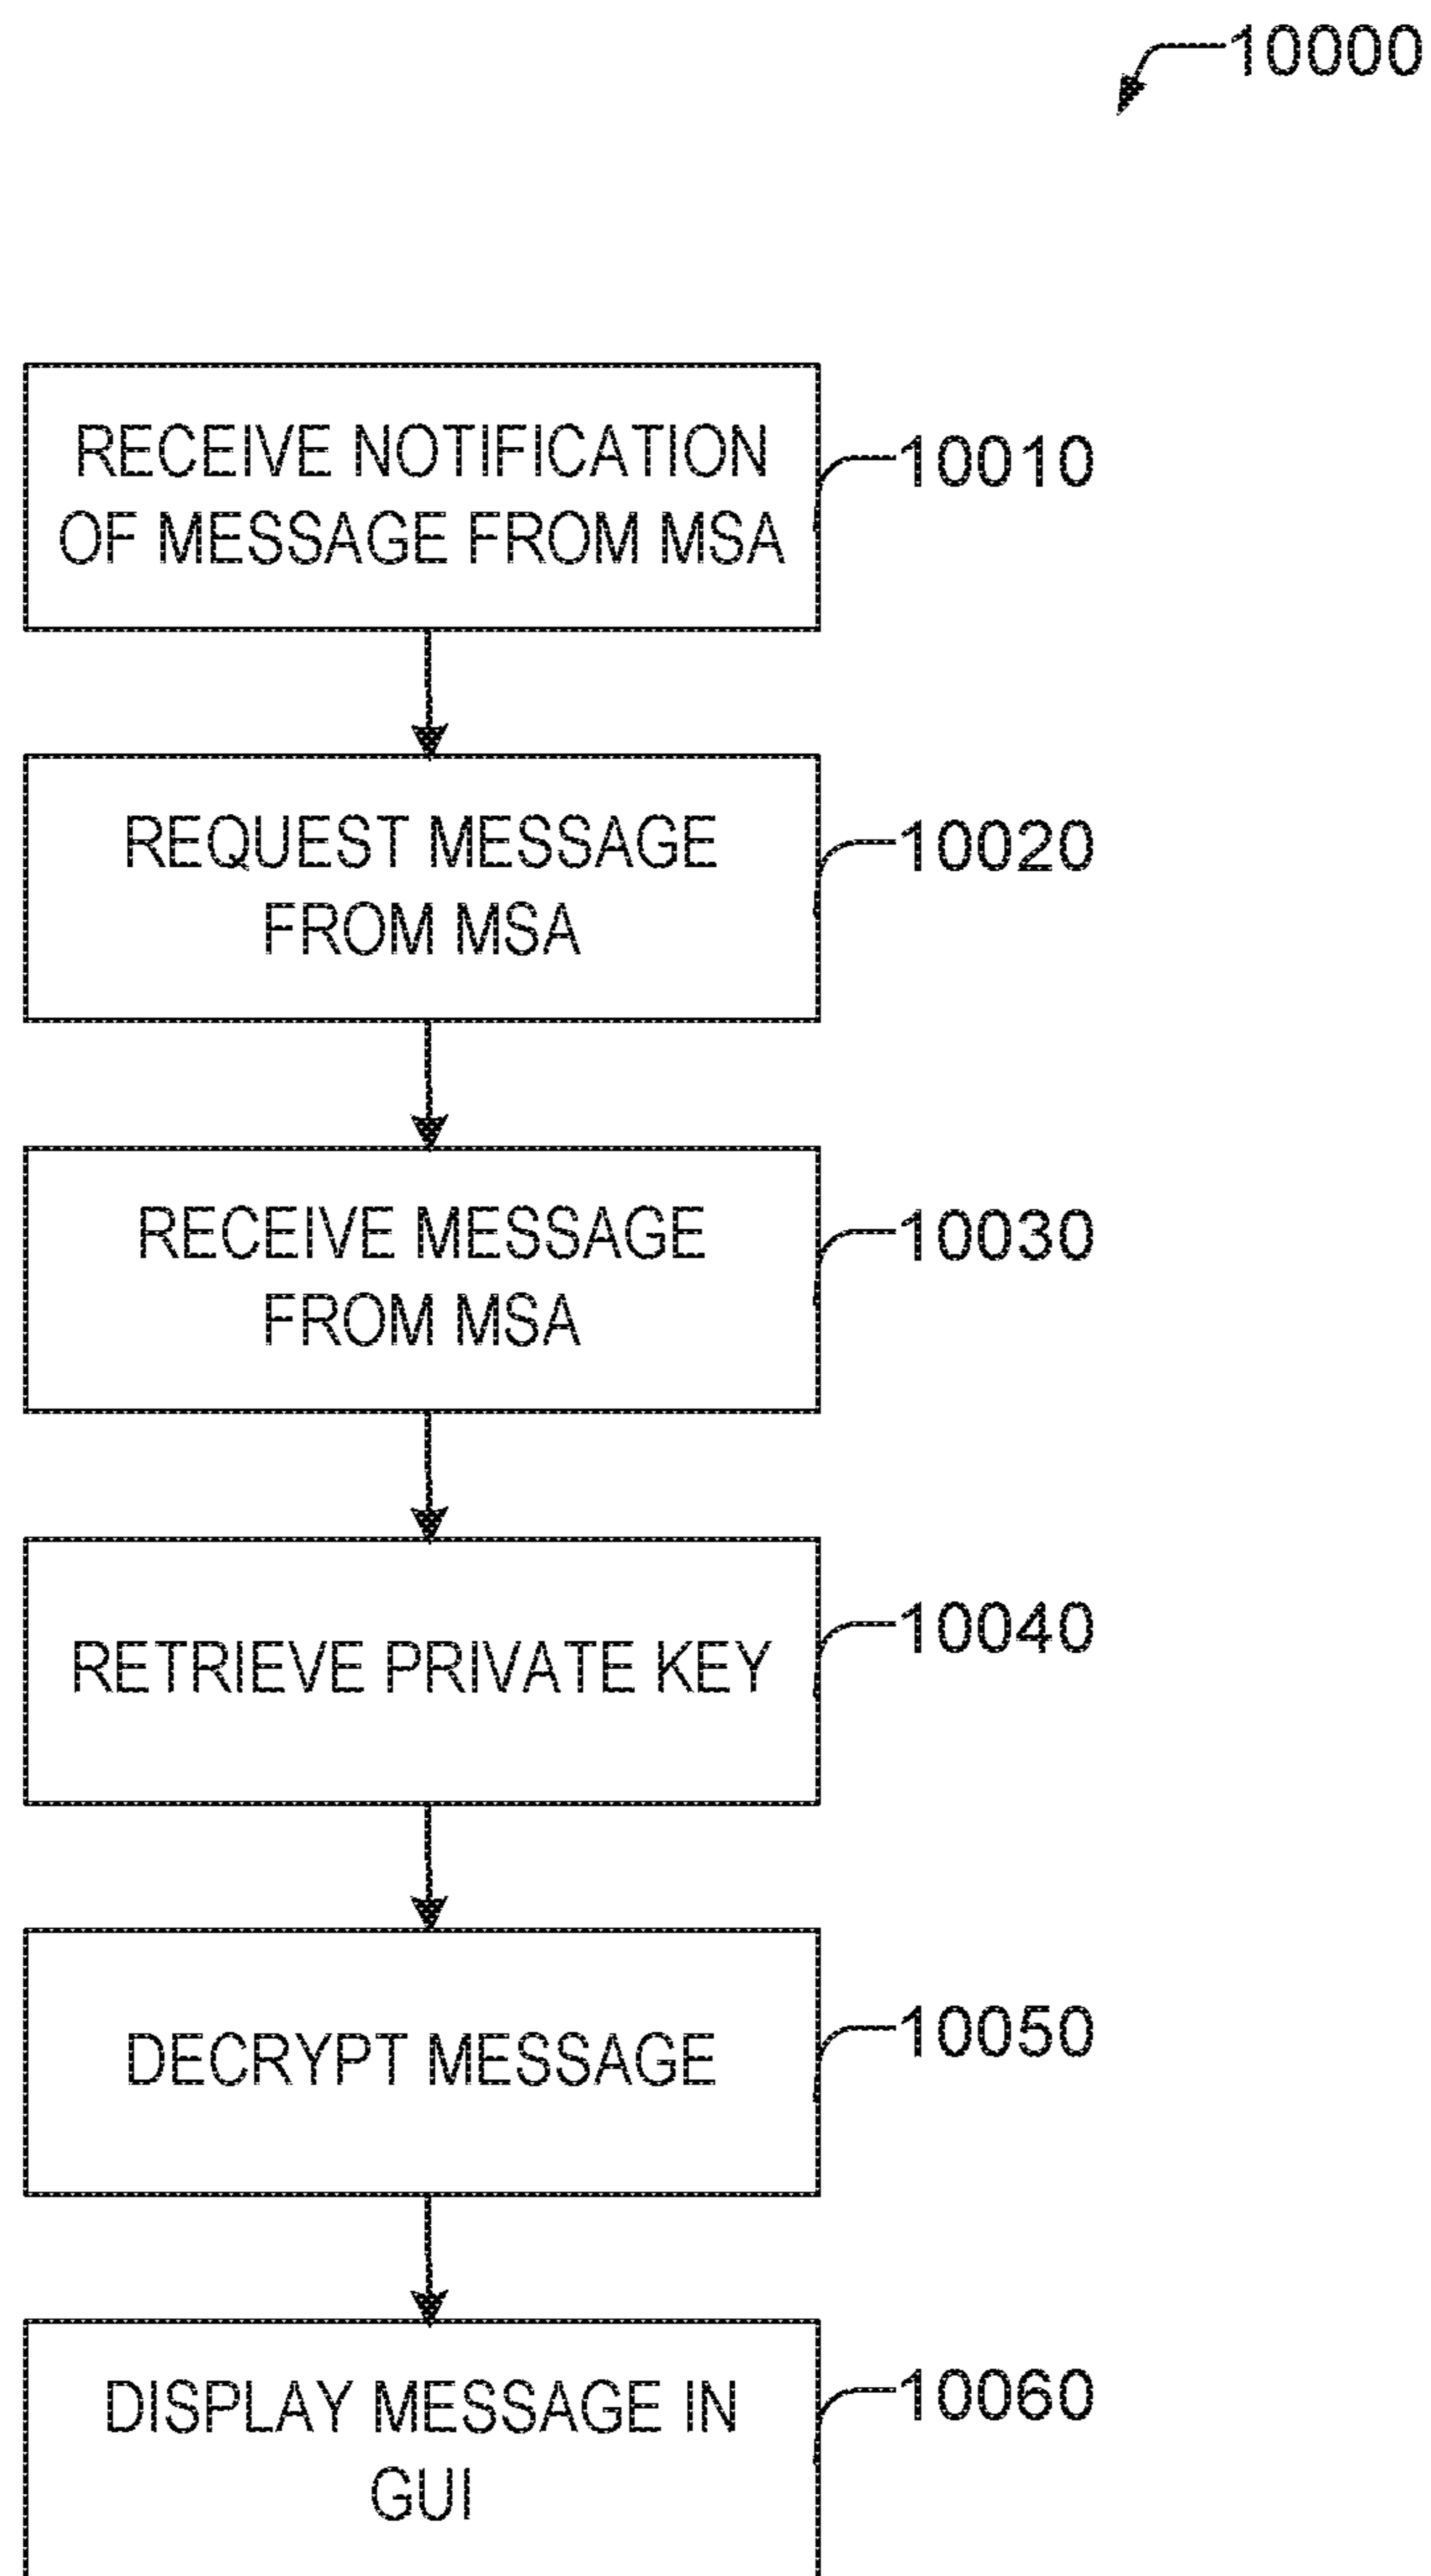 10000
RECEIVE NOTIFICATION
OF MESSAGE FROM MSA
10010
REQUEST MESSAGE
FROM MSA
10020
RECEIVE MESSAGE
FROM MSA
10030
RETRIEVE PRIVATE KEY
10040
DECRYPT MESSAGE
10050
DISPLAY MESSAGE IN
GUI
10060